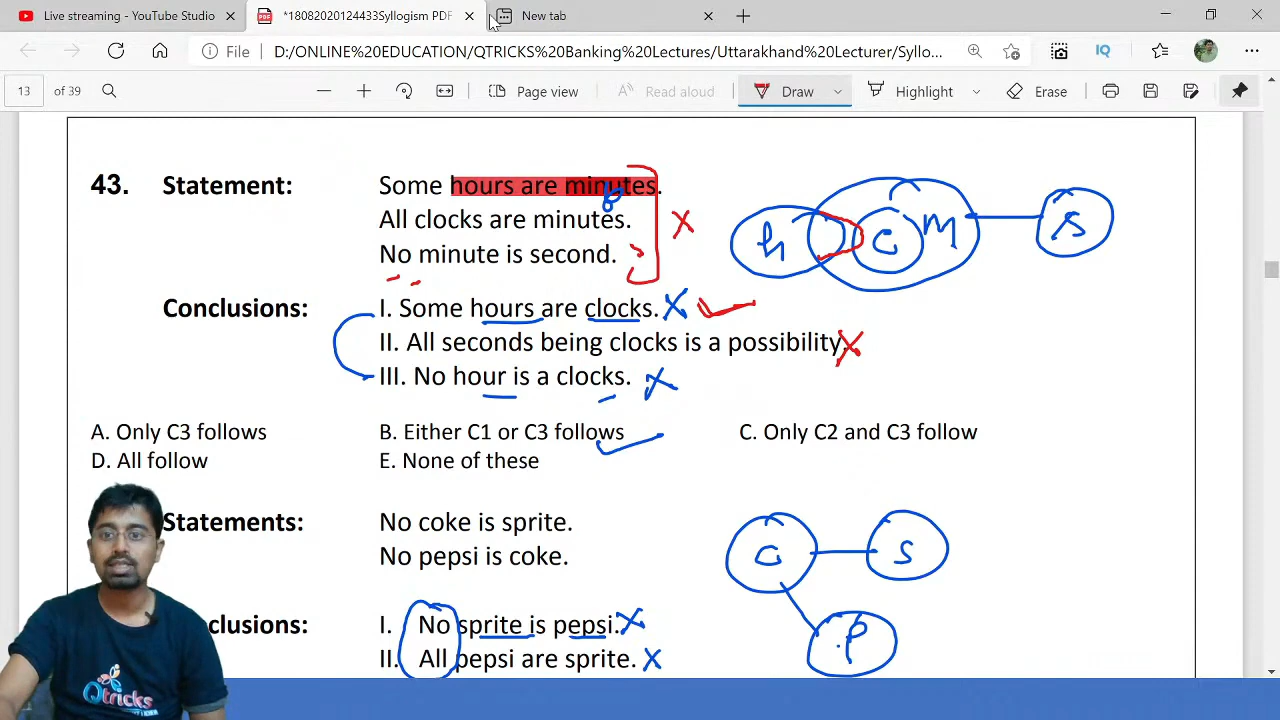 Live streaming - YouTube Studio
*18082020124433Syllogism PDF
New tab
File
D:/ONLINE%20EDUCATION/QTRICKS%20Banking%20Lectures/Uttarakhand%20Lecturer/Syllo...
IQ
13 of 39
Page view
Read aloud
Draw
Highlight
Erase
43. Statement: Some hours are minutes.
All clocks are minutes.
No minute is second.
h c m s
Conclusions: I. Some hours are clocks.
II. All seconds being clocks is a possibility.
III. No hour is a clocks.
A. Only C3 follows B. Either C1 or C3 follows C. Only C2 and C3 follow
D. All follow E. None of these
Statements: No coke is sprite.
No pepsi is coke.
c s
P
clusions: I. No sprite is pepsi.
II. All pepsi are sprite.
Qtricks